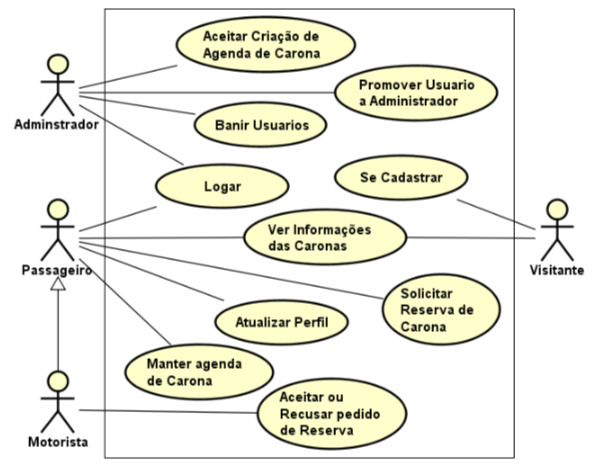 Aceitar Criação de
Agenda de Carona
Promover Usuario
a Administrador
Adminstrador
Banir Usuarios
Se Cadastrar
Logar
Ver Informações
das Caronas
Passageiro
Visitante
Solicitar
Reserva de
Carona
Atualizar Perfil
Manter agenda
de Carona
Aceitar ou
Recusar pedido
de Reserva
Motorista